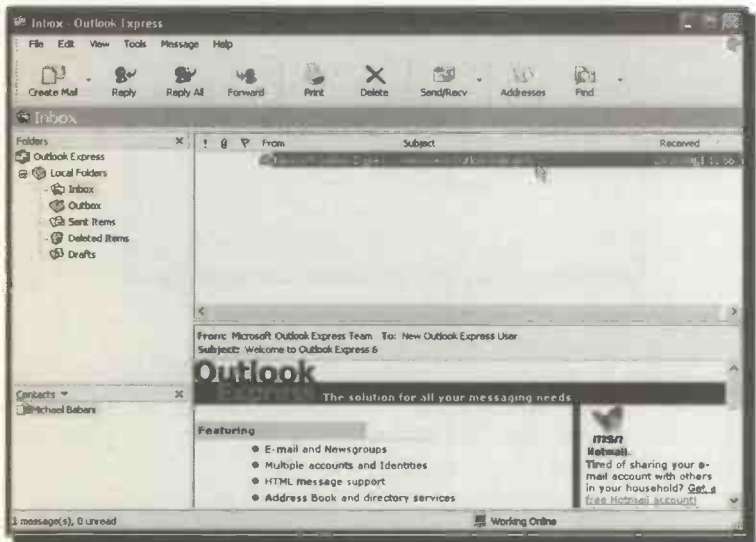 Inbox - Outlook Express
File Edit View Tools Message Help
Create Mail Reply Reply All Forward Print Delete Send/Recv Addresses Find
Inbox
Folders
Outlook Express
Local Folders
Inbox
Outbox
Sent Items
Deleted Items
Drafts
Contacts
Michael Babani
! From Subject Received
From: Microsoft Outlook Express Team To: New Outlook Express User
Subject: Welcome to Outlook Express 6
Outlook
Express
The solution for all your messaging needs
Featuring
E-mail and Newsgroups
Multiple accounts and Identities
HTML message support
Address Book and directory services
msn
Hotmail.
Tired of sharing your e-
mail account with others
in your household? Get a
free Hotmail account!
1 message(s), 0 unread Working Online